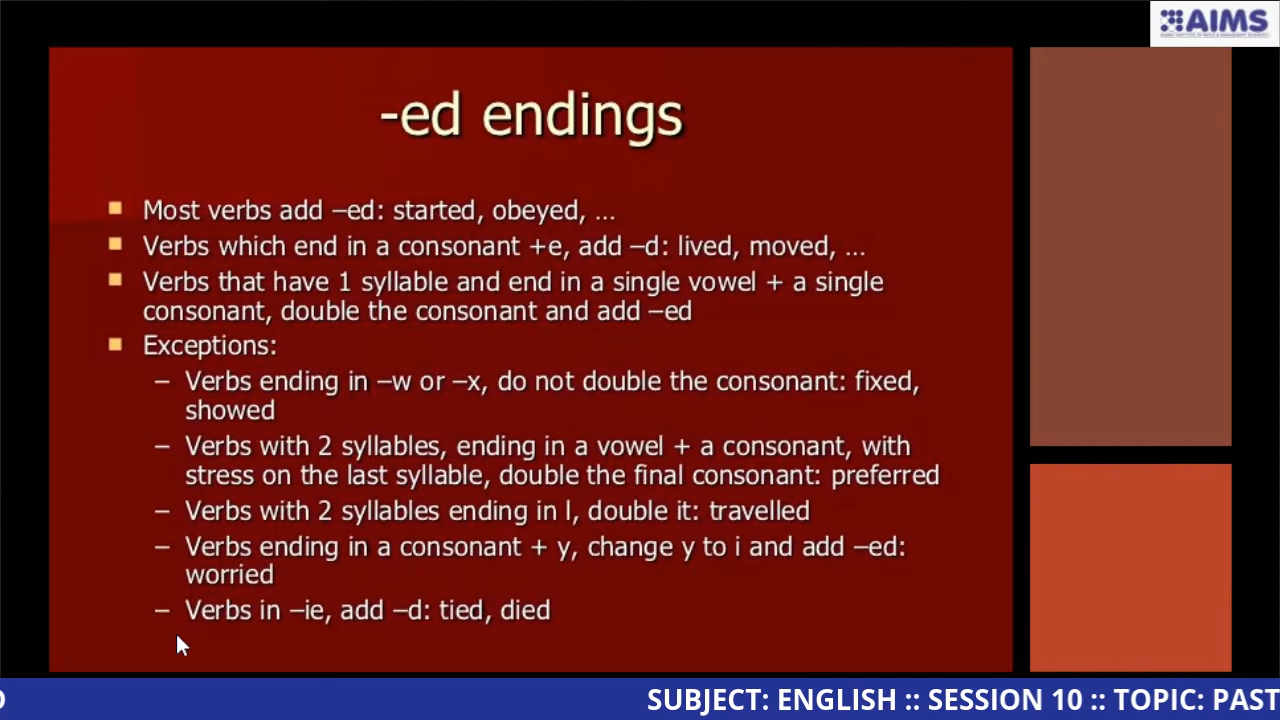 AIMS
-ed endings
Most verbs add –ed: started, obeyed, …
Verbs which end in a consonant +e, add –d: lived, moved, …
Verbs that have 1 syllable and end in a single vowel + a single
consonant, double the consonant and add –ed
Exceptions:
– Verbs ending in –w or –x, do not double the consonant: fixed,
showed
– Verbs with 2 syllables, ending in a vowel + a consonant, with
stress on the last syllable, double the final consonant: preferred
– Verbs with 2 syllables ending in l, double it: travelled
– Verbs ending in a consonant + y, change y to i and add –ed:
worried
– Verbs in –ie, add –d: tied, died
SUBJECT: ENGLISH :: SESSION 10 :: TOPIC: PAST